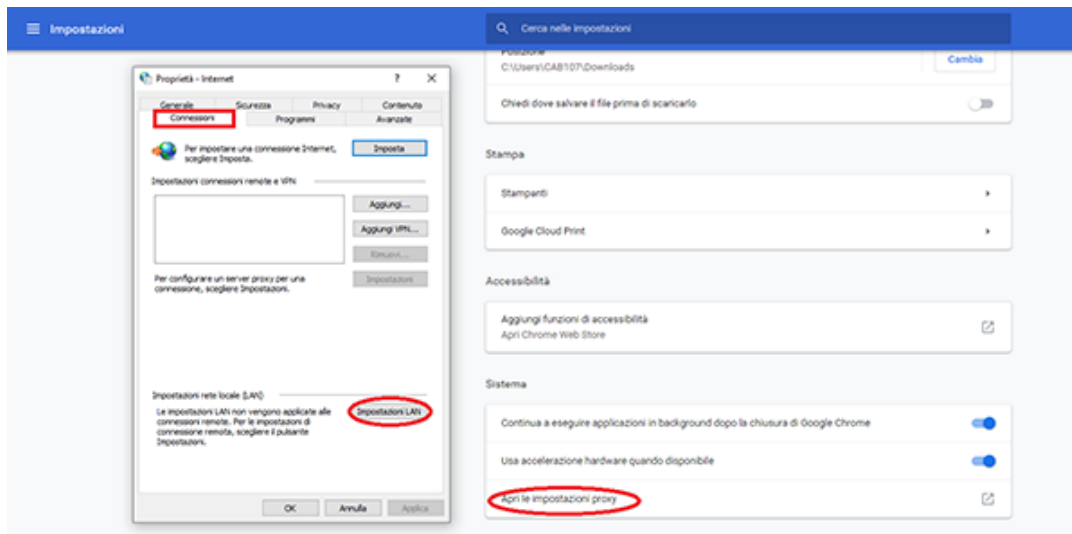 Impostazioni
Cerca nelle impostazioni
Proprietà - Internet
?
Generale Sicurezza Privacy Contenuto
Connessioni Programmi Avanzate
Per impostare una connessione Internet,
scegliere Imposta.
Imposta
Impostazioni connessioni remote e VPN
Aggiungi...
Aggiungi VPN...
Rimuovi...
Per configurare un server proxy per una
connessione, scegliere Impostazioni.
Impostazioni
Impostazioni rete locale (LAN)
Le impostazioni LAN non vengono applicate alle
connessioni remote. Per le impostazioni di
connessione remota, scegliere il pulsante
Impostazioni.
Impostazioni LAN
OK Annulla Applica
Posizione
C:\Users\CAB107\Downloads
Cambia
Chiedi dove salvare il file prima di scaricarlo
Stampa
Stampanti
Google Cloud Print
Accessibilità
Aggiungi funzioni di accessibilità
Apri Chrome Web Store
Sistema
Continua a eseguire applicazioni in background dopo la chiusura di Google Chrome
Usa accelerazione hardware quando disponibile
Apri le impostazioni proxy